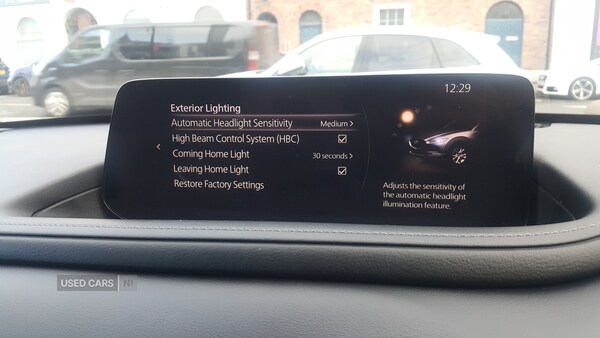 12:29
Exterior Lighting
Automatic Headlight Sensitivity Medium >
High Beam Control System (HBC) ☑
Coming Home Light 30 seconds >
Leaving Home Light ☑
Restore Factory Settings
Adjusts the sensitivity of
the automatic headlight
illumination feature.
USED CARS NI